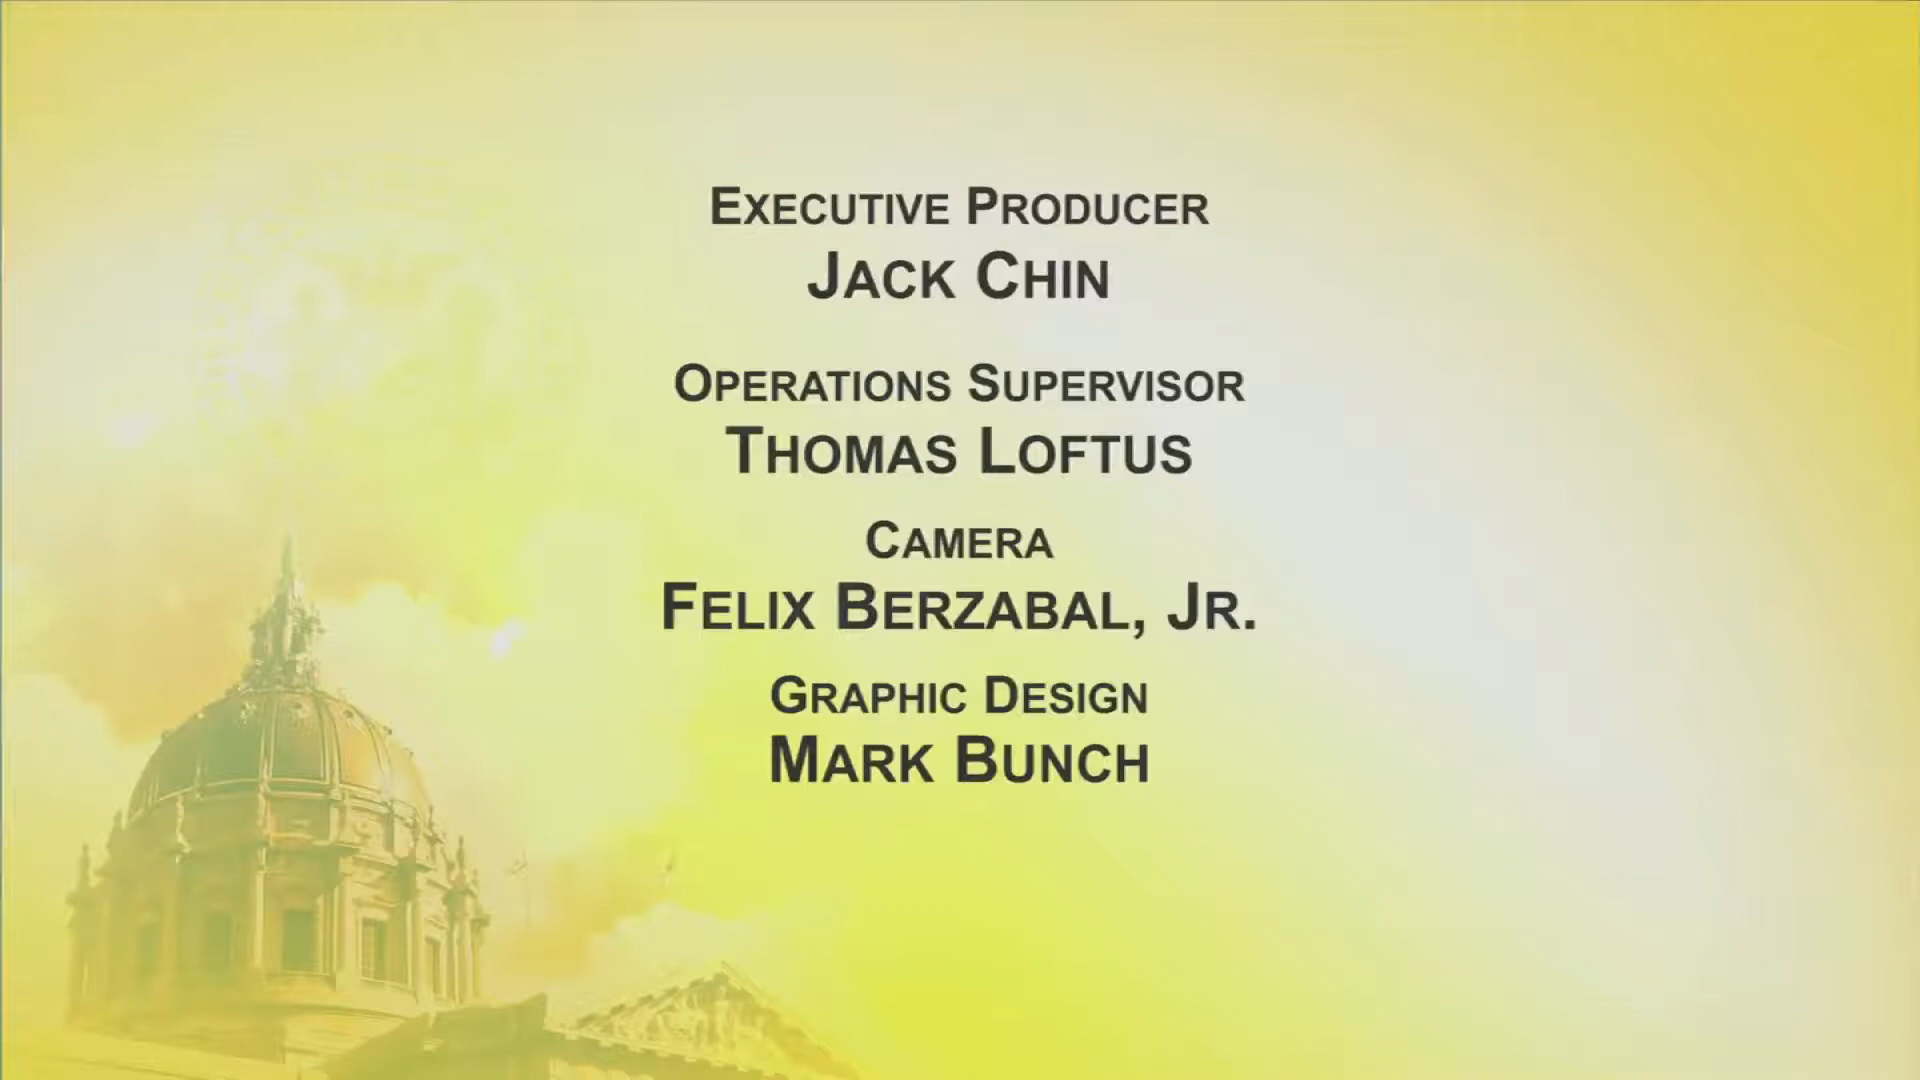 Executive Producer
Jack Chin
Operations Supervisor
Thomas Loftus
Camera
Felix Berzabal, Jr.
Graphic Design
Mark Bunch